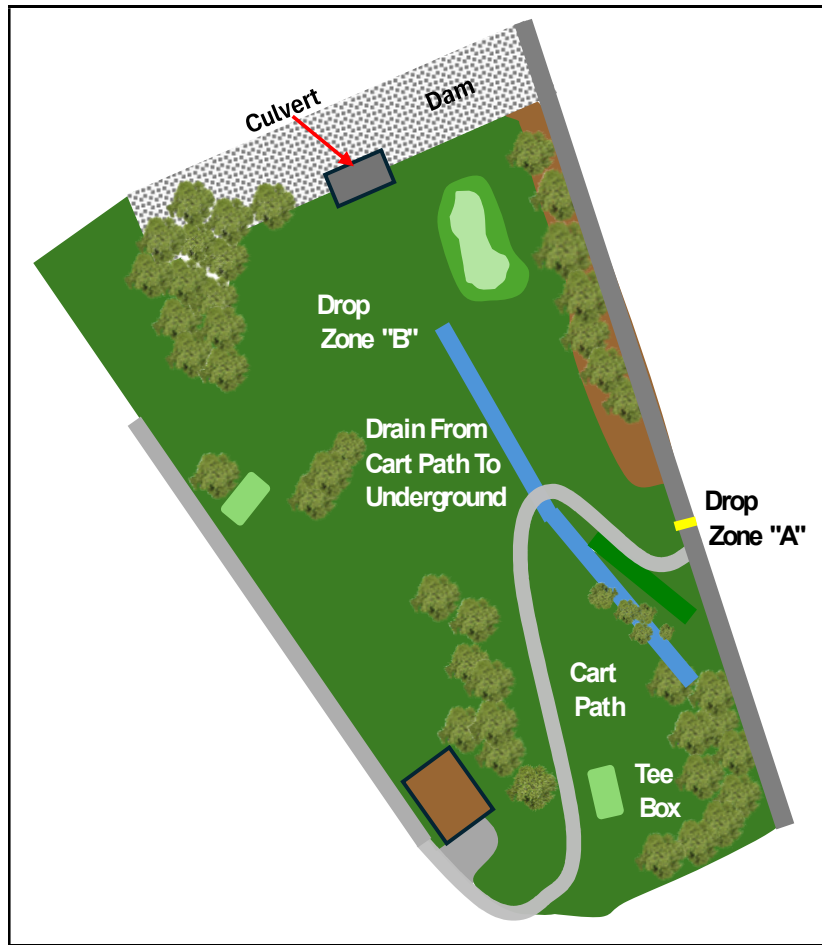 Dam
Culvert
Drop
Zone "B"
Drain From
Cart Path To
Underground
Drop
Zone "A"
Cart
Path
Tee
Box